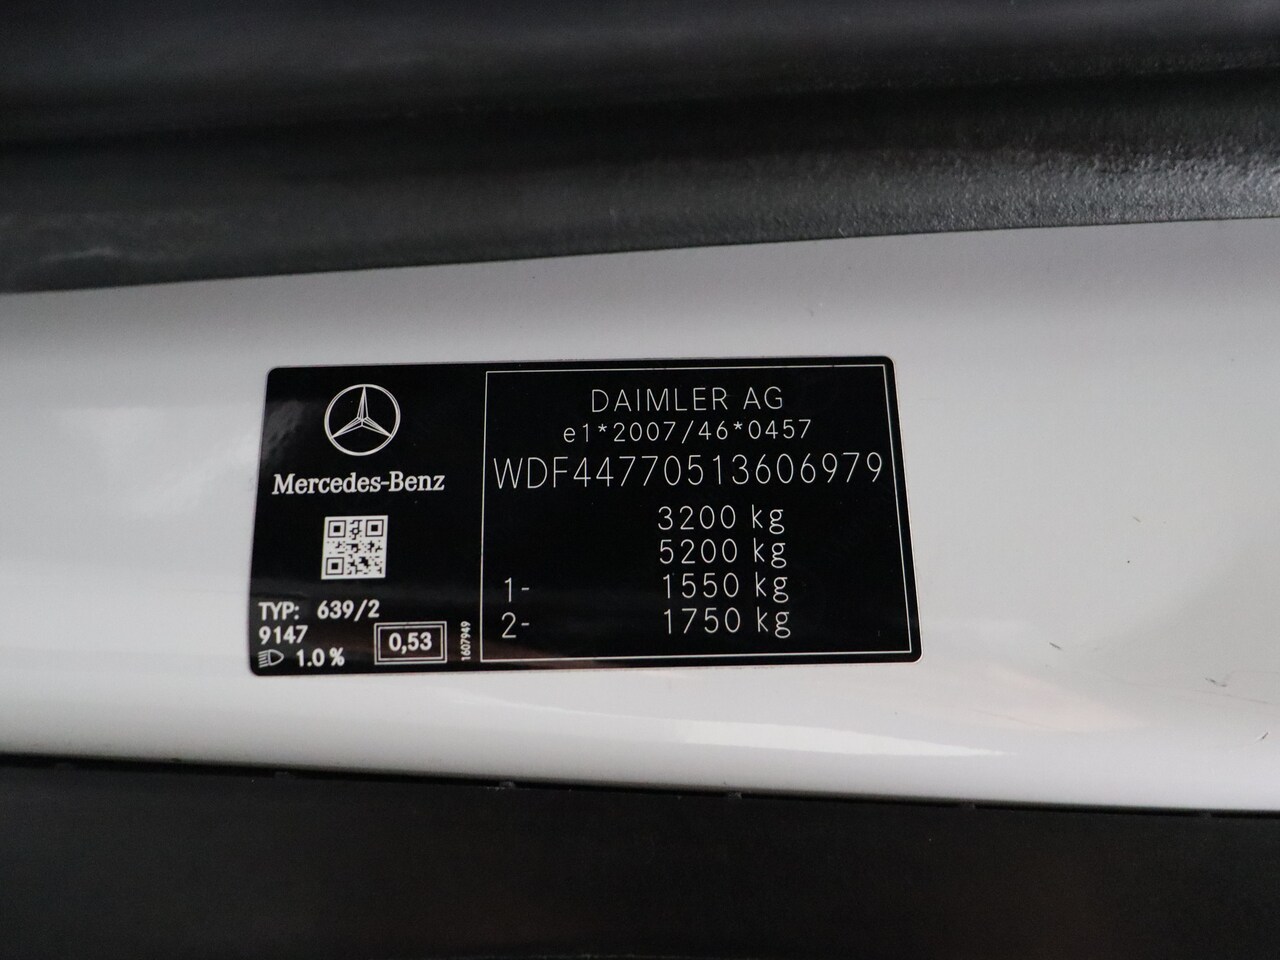 Mercedes-Benz
TYP: 639/2
9147
1.0 %
0,53
1607949
DAIMLER AG
e1*2007/46*0457
WDF44770513606979
3200 kg
5200 kg
1- 1550 kg
2- 1750 kg